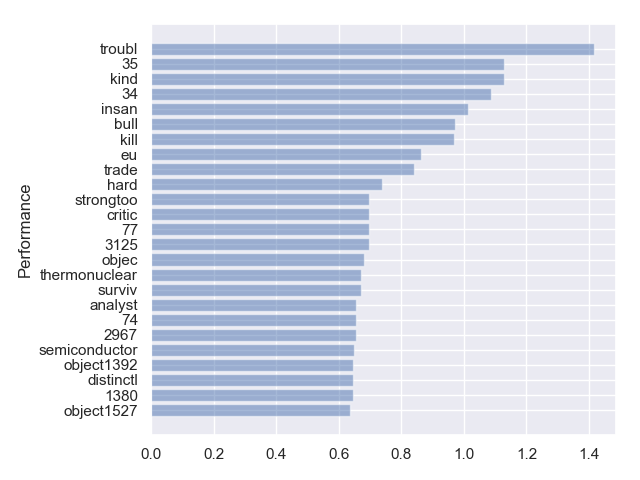 troubl
35
kind
34
insan
bull
kill
eu
trade
hard
strongtoo
critic
77
3125
objec
thermonuclear
surviv
analyst
74
2967
semiconductor
object1392
distinctl
1380
object1527
Performance
0.0 0.2 0.4 0.6 0.8 1.0 1.2 1.4